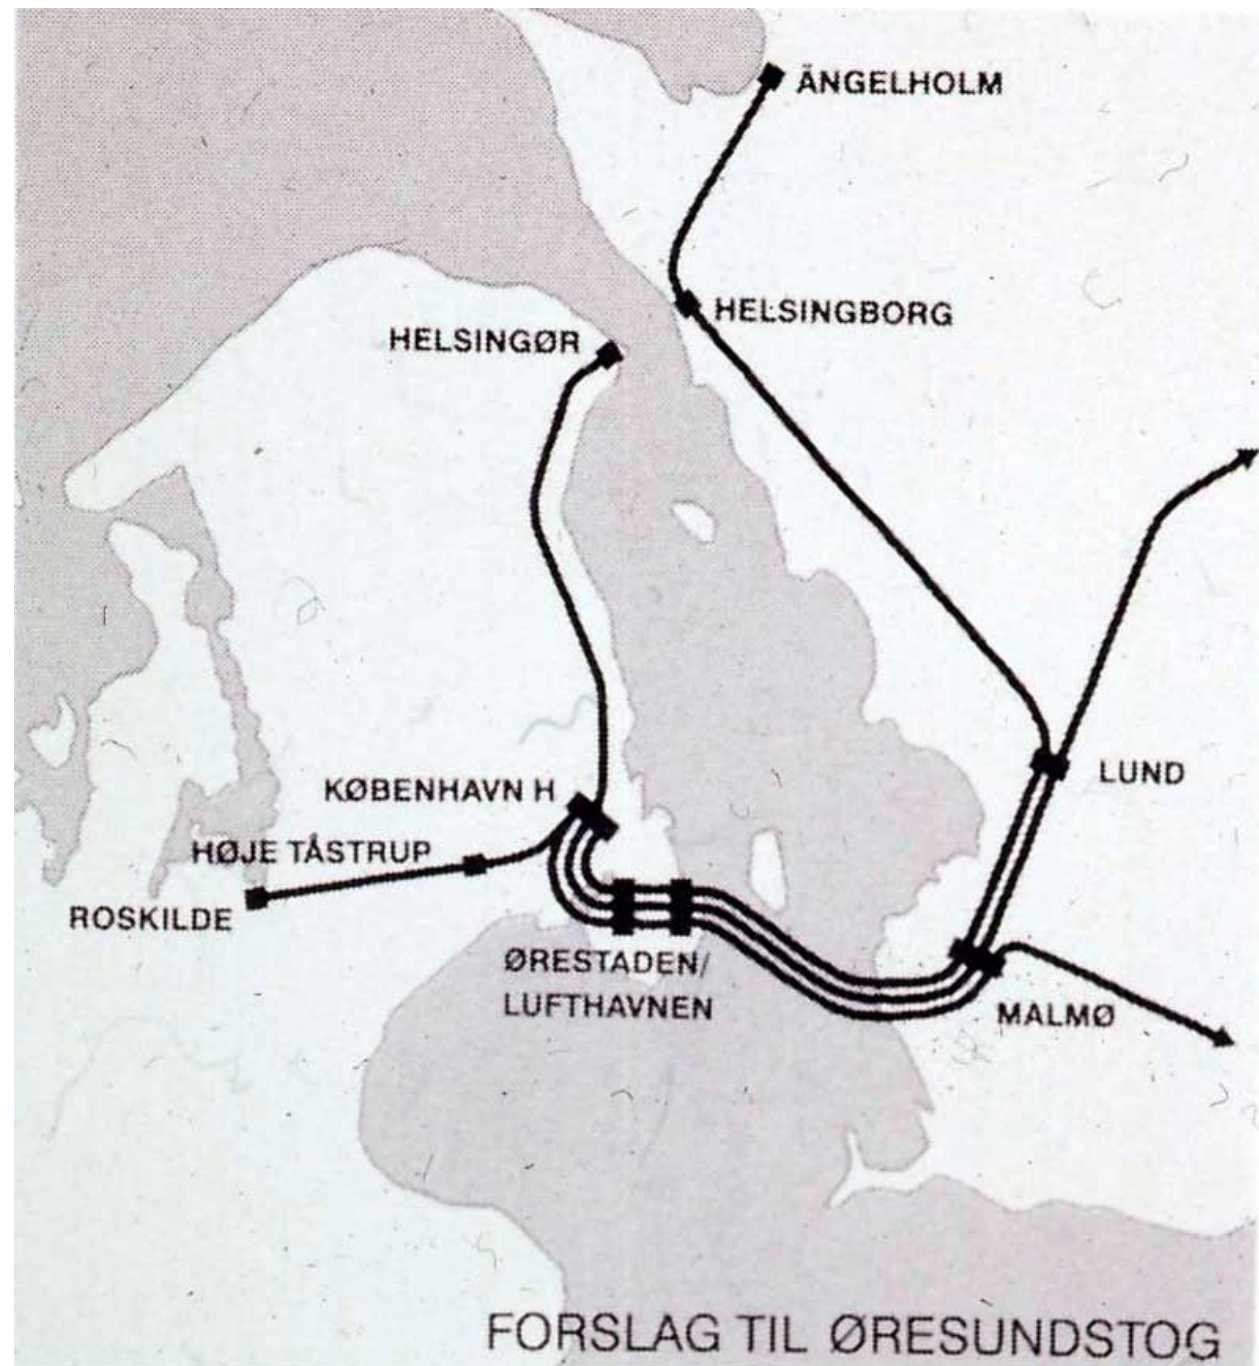 ÄNGELHOLM
HELSINGBORG
HELSINGØR
LUND
KØBENHAVN H
HØJE TÅSTRUP
ROSKILDE
ØRESTADEN/
LUFTHAVNEN
MALMØ
FORSLAG TIL ØRESUNDSTOG